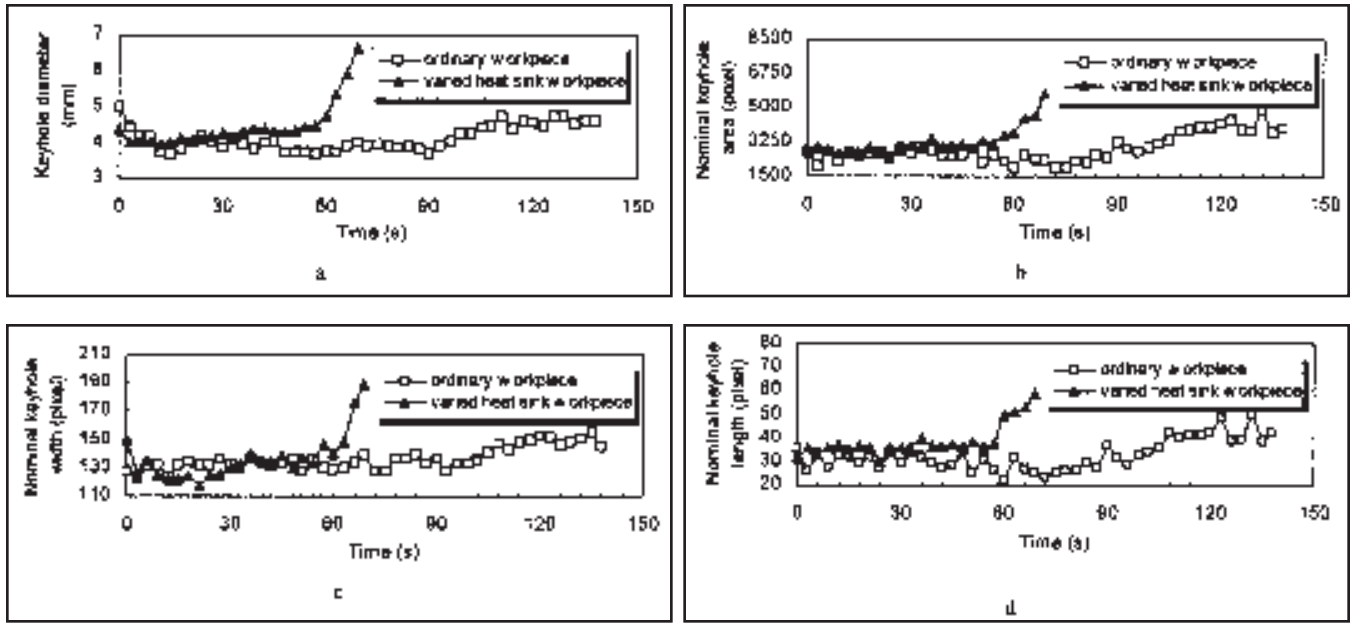 7
6
5
4
3
Keyhole diameter
(mm)
ordinary workpiece
varied heat sink workpiece
0 30 60 90 120 150
Time (s)
a
8500
6750
5000
3250
1500
Nominal keyhole
area (pixel)
ordinary workpiece
varied heat sink workpiece
0 30 60 90 120 150
Time (s)
b
210
190
170
150
130
110
Nominal keyhole
width (pixel)
ordinary workpiece
varied heat sink workpiece
0 30 60 90 120 150
Time (s)
c
80
70
60
50
40
30
20
Nominal keyhole
length (pixel)
ordinary workpiece
varied heat sink workpiece
0 30 60 90 120 150
Time (s)
d